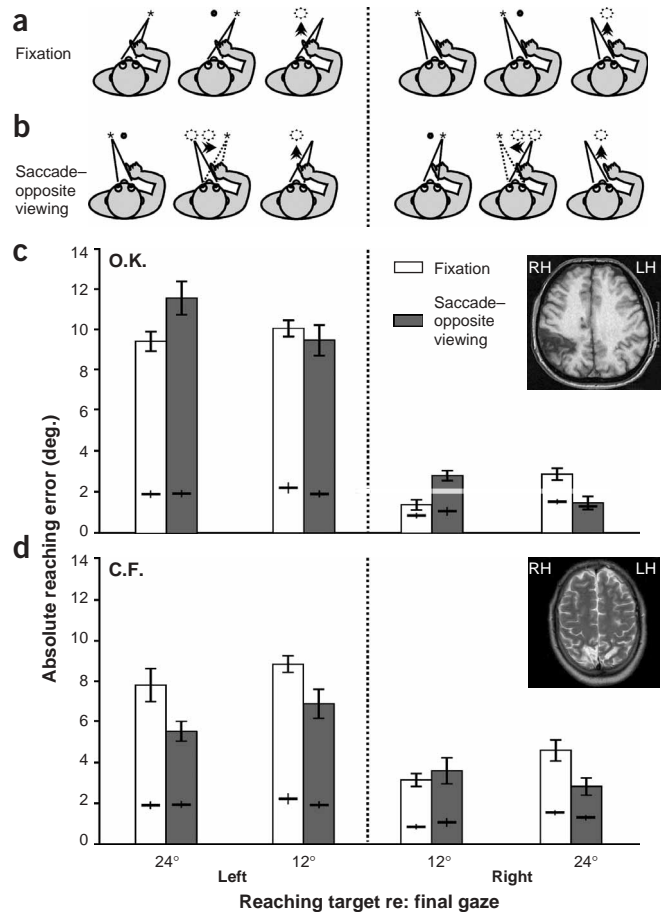 a
Fixation
b
Saccade–
opposite
viewing
c
O.K.
Fixation
Saccade–
opposite
viewing
RH LH
14
12
10
8
6
4
2
0
Absolute reaching error (deg.)
d
C.F.
RH LH
14
12
10
8
6
4
2
0
24° 12° 12° 24°
Left Right
Reaching target re: final gaze